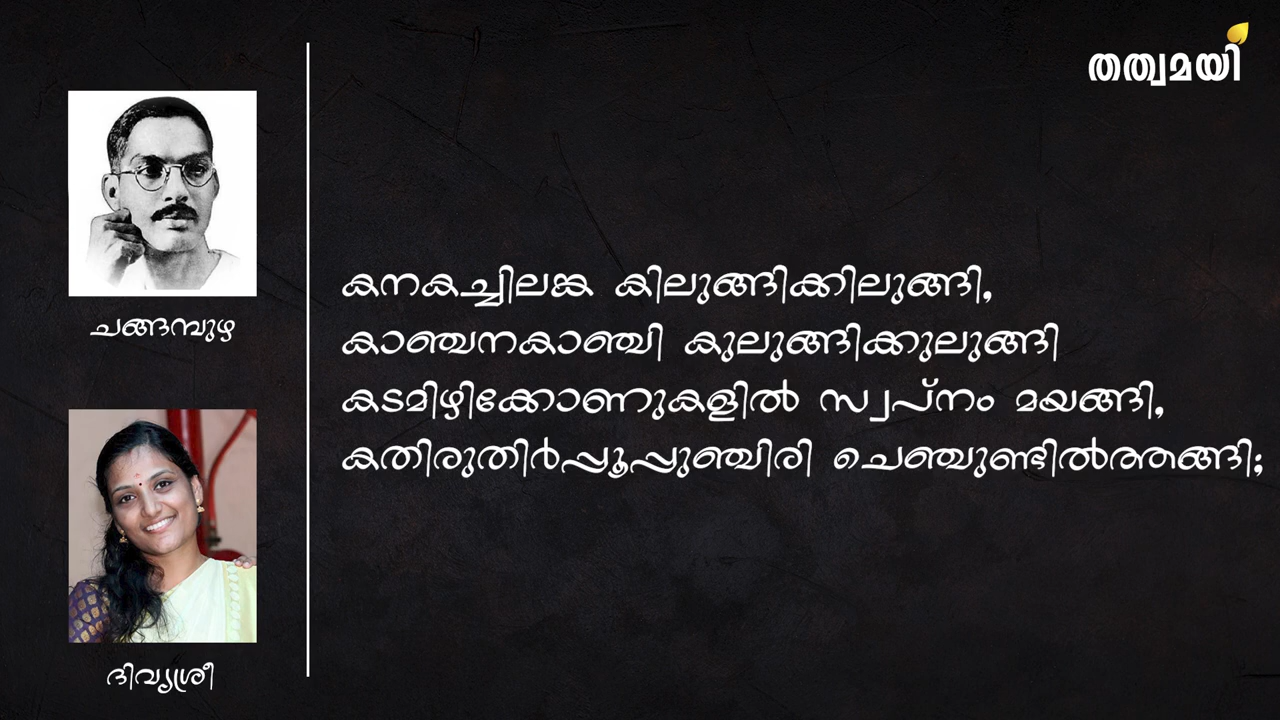 തത്വമയി
ചങ്ങമ്പുഴ
കനകച്ചിലങ്ക കിലുങ്ങിക്കിലുങ്ങി,
കാഞ്ചനകാഞ്ചി കുലുങ്ങിക്കുലുങ്ങി
കടമിഴിക്കോണുകളിൽ സ്വപ്നം മയങ്ങി,
കതിരുതിർപ്പൂപ്പുഞ്ചിരി ചെഞ്ചുണ്ടിൽത്തങ്ങി;
ദിവ്യശ്രീ